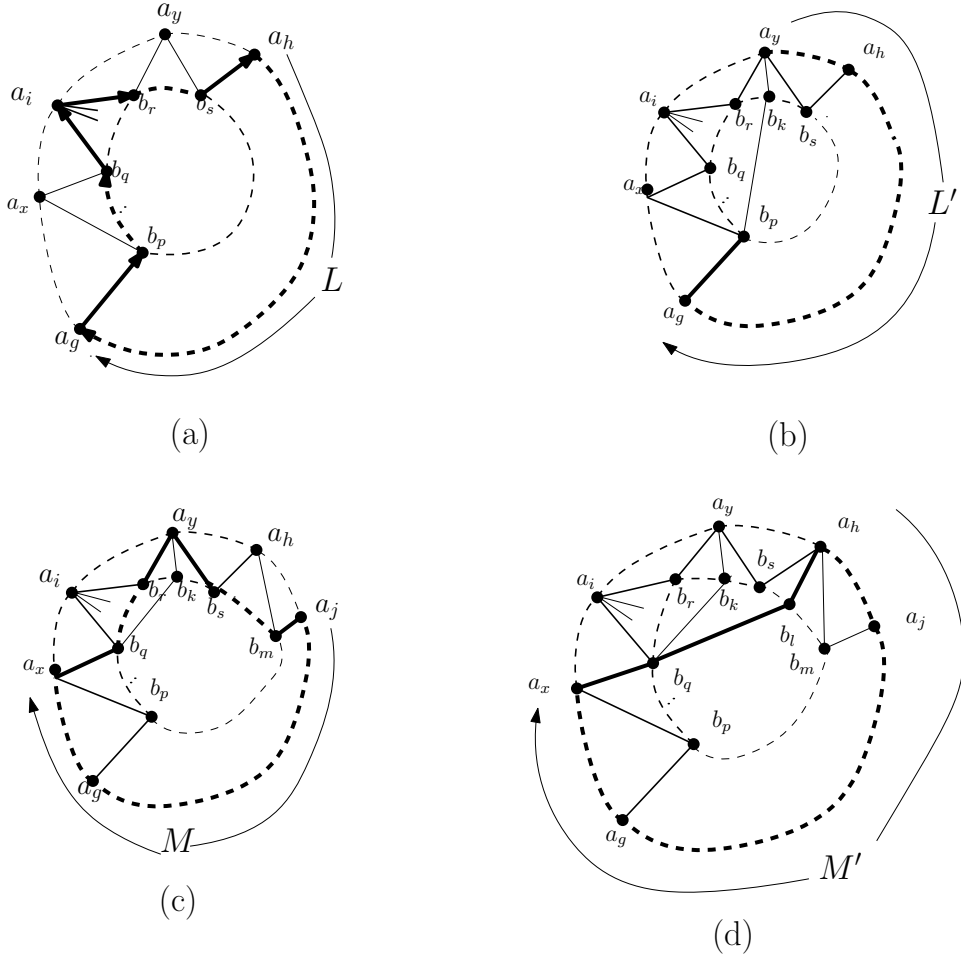 a_y
a_h
a_i
b_r
b_s
b_q
a_x
b_p
a_g
L
(a)
a_y
a_h
a_i
b_r
b_k
b_s
b_q
a_x
b_p
a_g
L′
(b)
a_y
a_h
a_i
b_r
b_k
b_s
a_j
b_q
b_m
a_x
b_p
a_g
M
(c)
a_y
a_h
b_s
a_i
b_r
b_k
b_l
a_j
b_q
b_m
a_x
b_p
a_g
M′
(d)